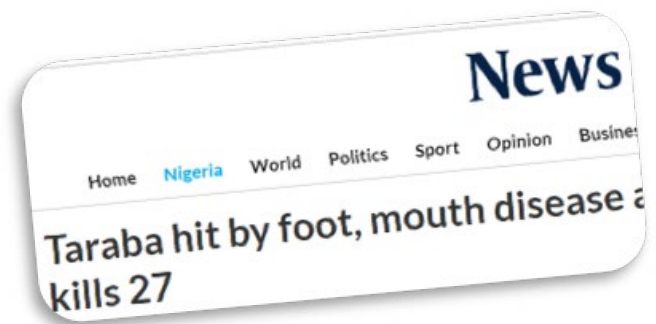 News
Home Nigeria World Politics Sport Opinion
Taraba hit by foot, mouth disease
kills 27